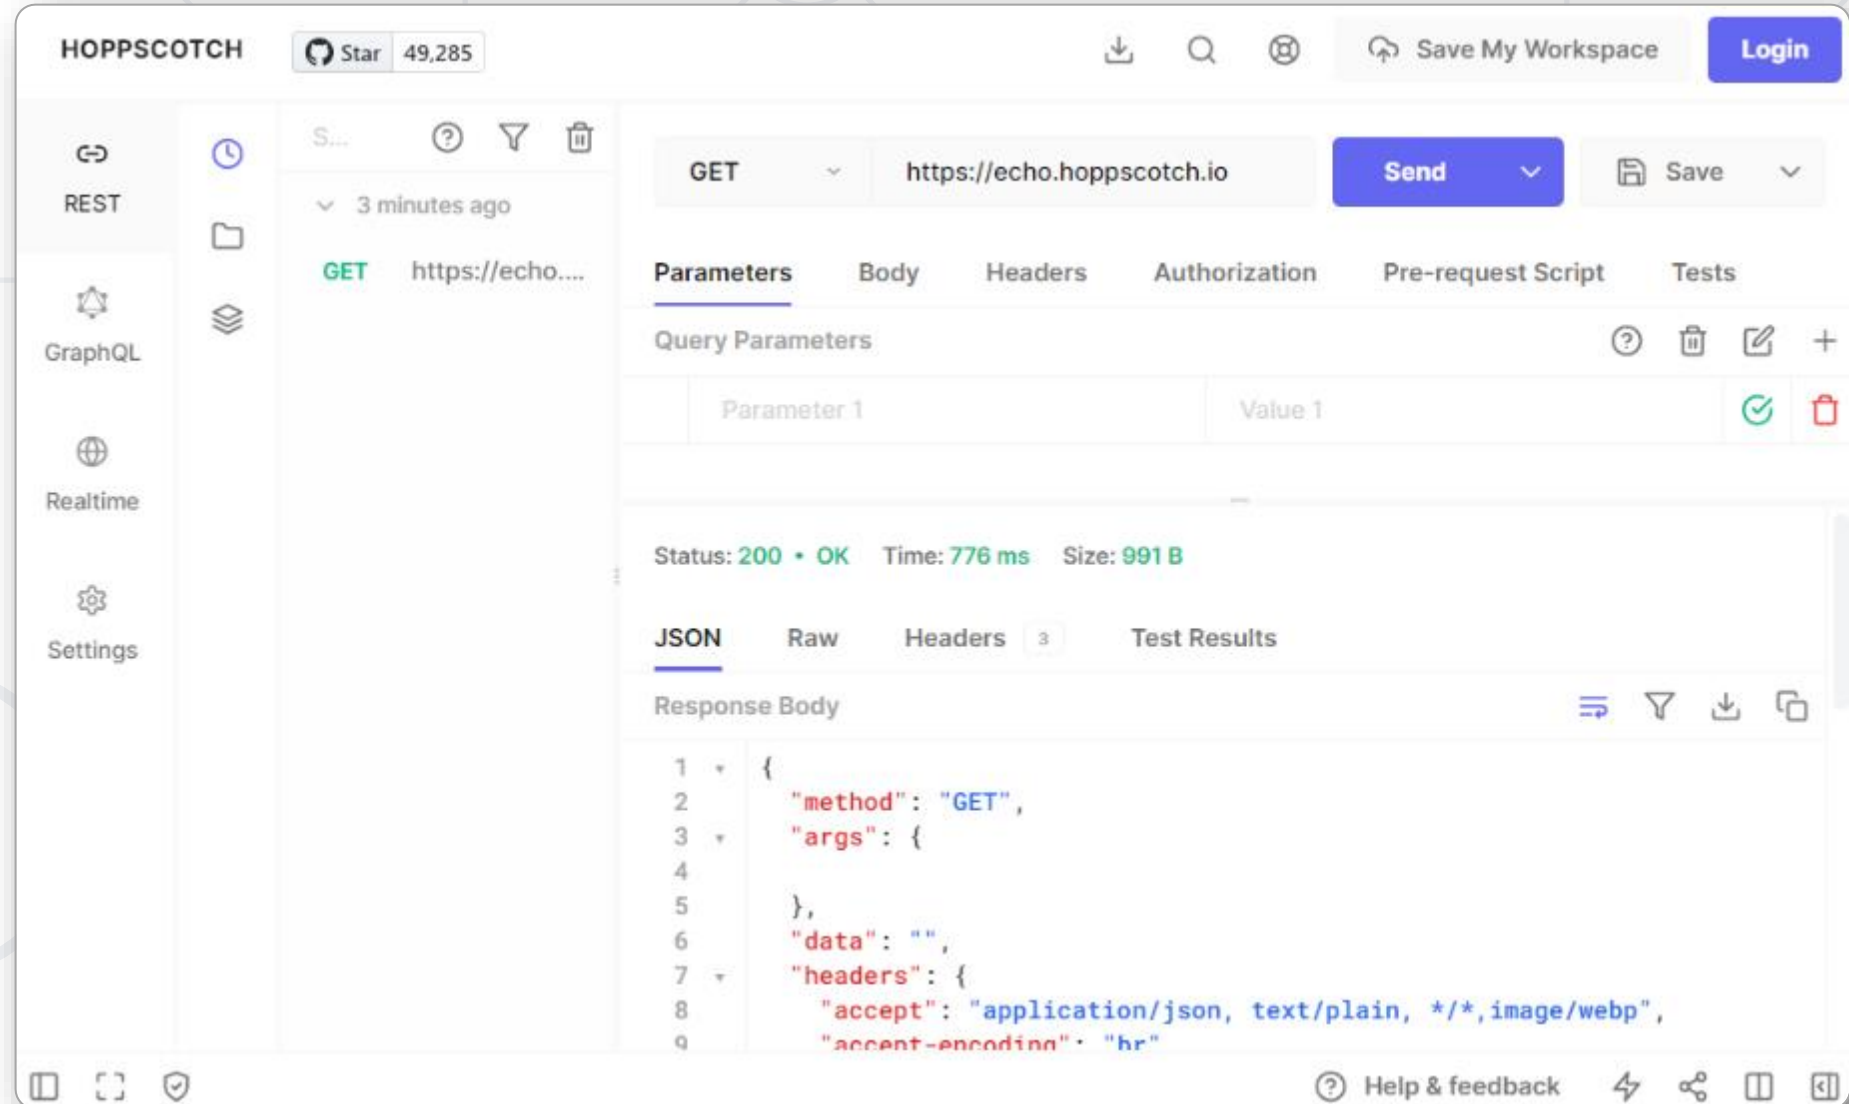 HOPPSCOTCH
Star 49,285
Save My Workspace
Login
REST
GraphQL
Realtime
Settings
S...
3 minutes ago
GET https://echo....
GET https://echo.hoppscotch.io
Send
Save
Parameters Body Headers Authorization Pre-request Script Tests
Query Parameters
Parameter 1 Value 1
Status: 200 • OK Time: 776 ms Size: 991 B
JSON Raw Headers 3 Test Results
Response Body
1 {
2 "method": "GET",
3 "args": {
4
5 },
6 "data": "",
7 "headers": {
8 "accept": "application/json, text/plain, */*,image/webp",
9 "accept-encoding": "br"
Help & feedback